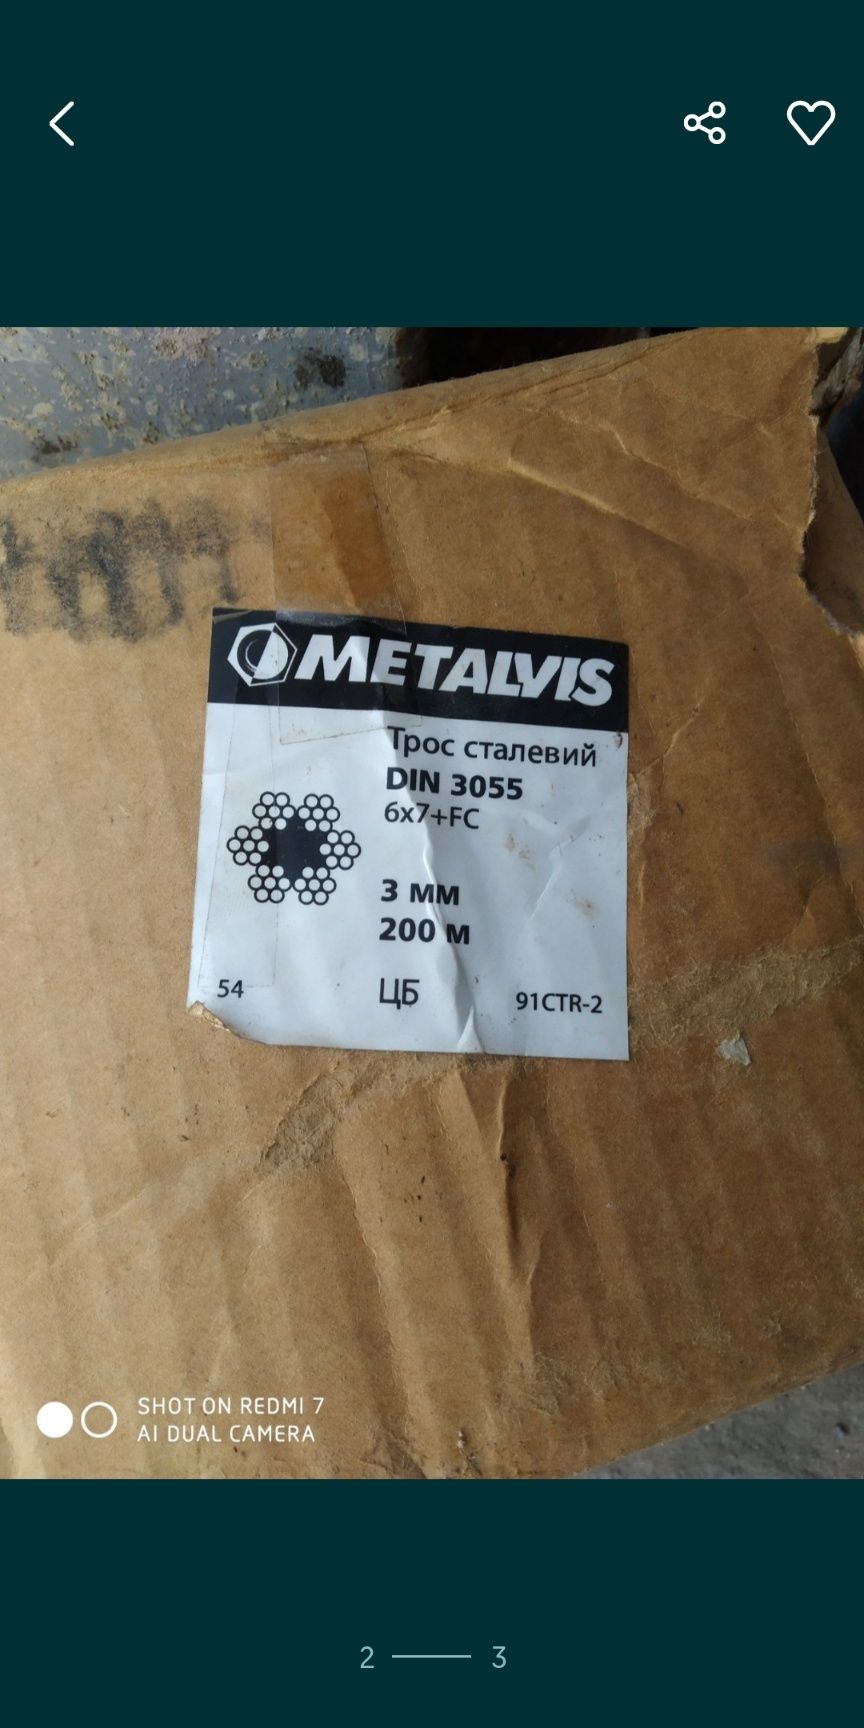 METALVIS
Трос сталевий
DIN 3055
6x7+FC
3 мм
200 м
54
ЦБ
91CTR-2
SHOT ON REDMI 7
AI DUAL CAMERA
2
3